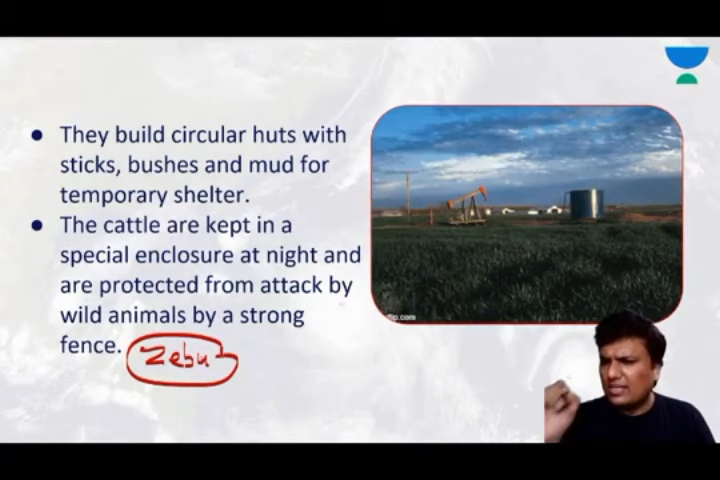 ● They build circular huts with
sticks, bushes and mud for
temporary shelter.
● The cattle are kept in a
special enclosure at night and
are protected from attack by
wild animals by a strong
fence.
Zebu